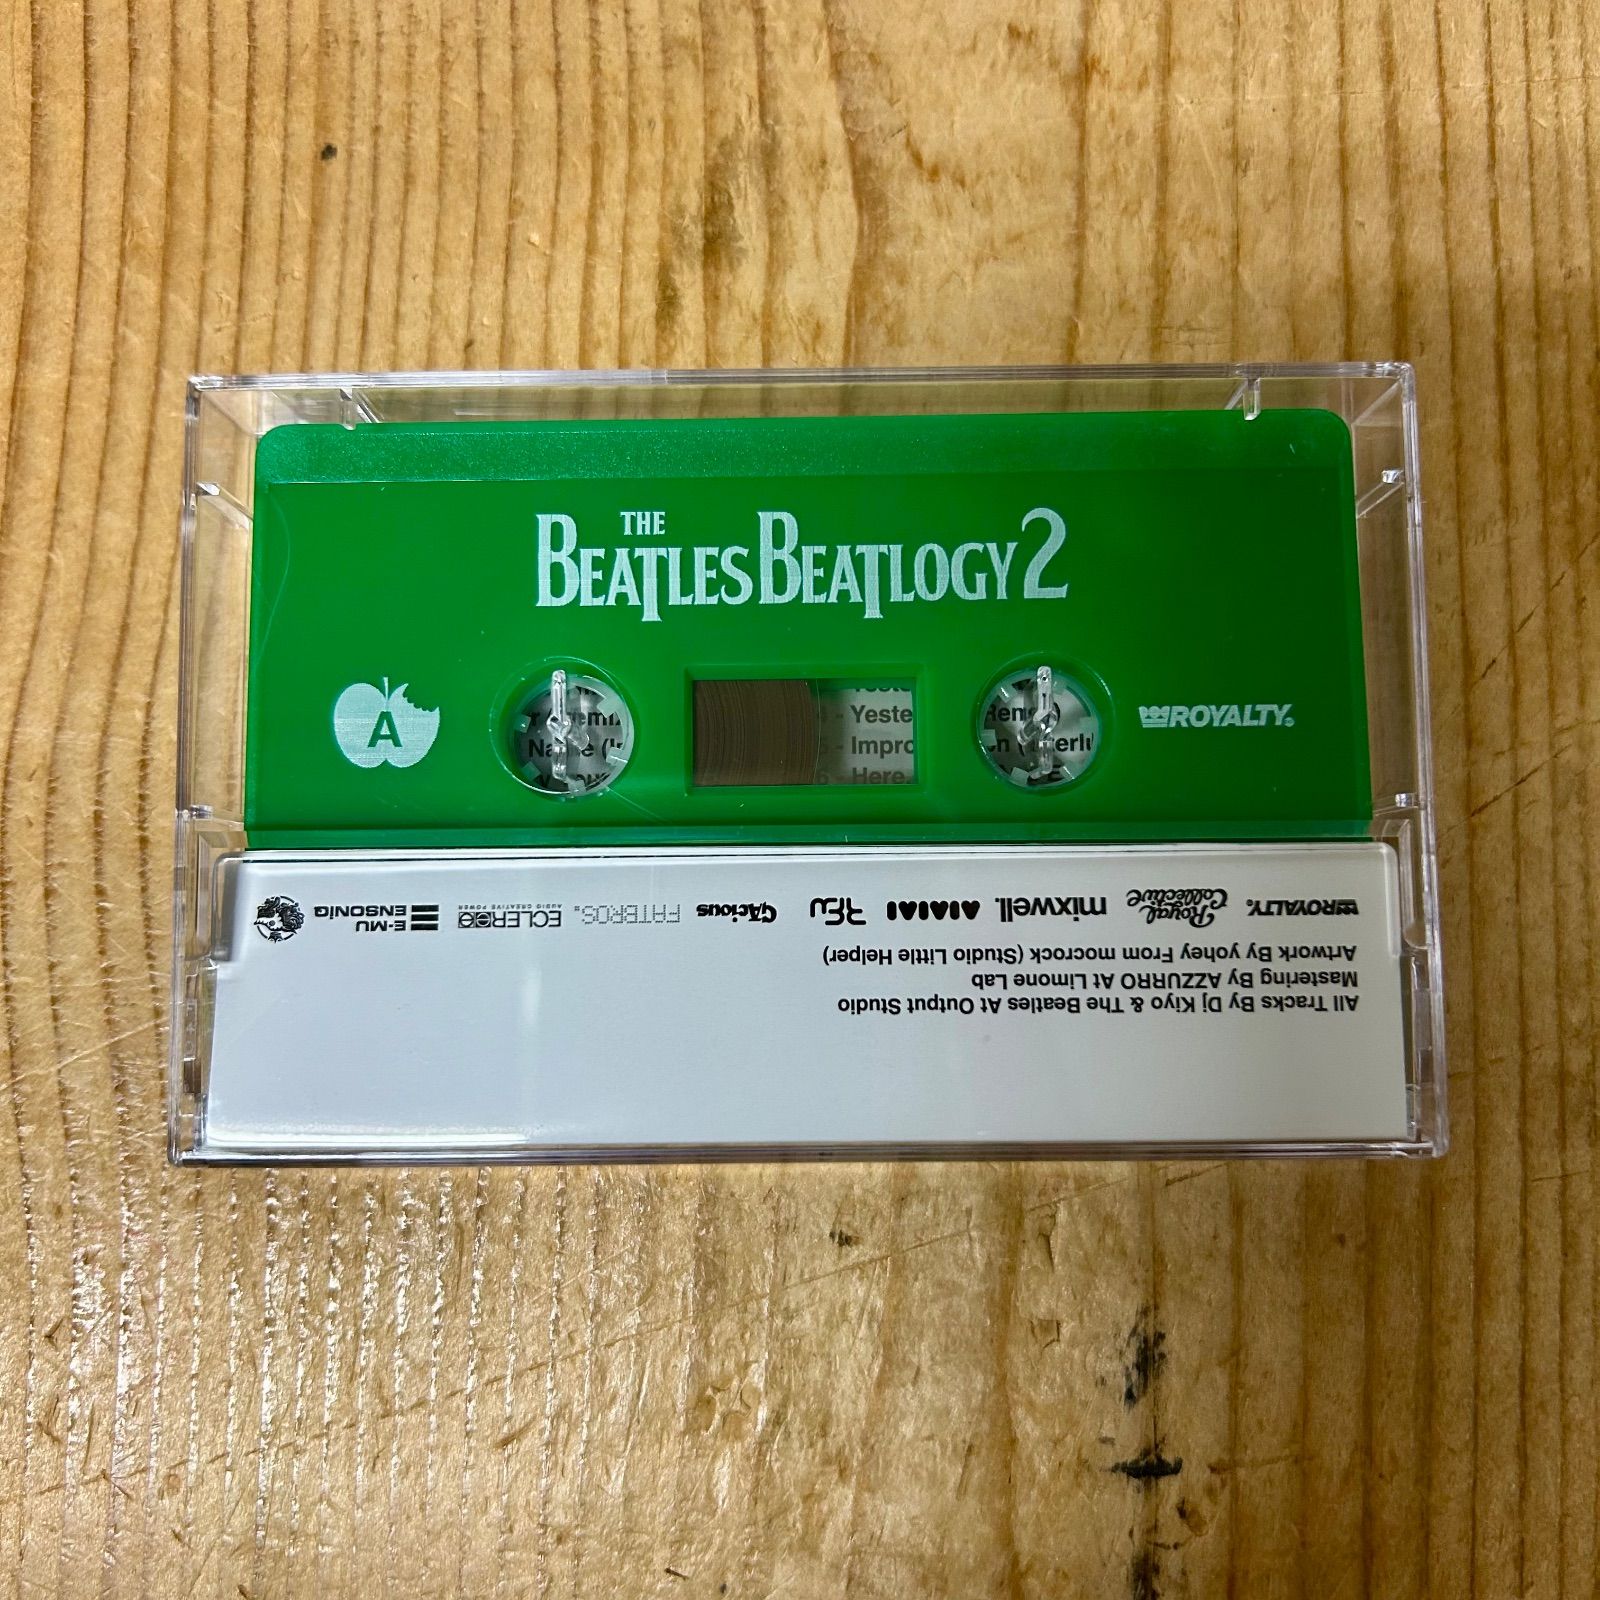 THE
BEATLES BEATLOGY 2
A
ROYALTY
Yeste
Impro
Here
ROYALTY. Royal Collective mixwell. AIAIAI CAcious FATBROS. ECLER AUDIO CREATIVE POWER E-MU ENSONIQ
Artwork By yohey From mocrock (Studio Little Helper)
Mastering By AZZURRO At Limone Lab
All Tracks By Dj Kiyo & The Beatles At Output Studio